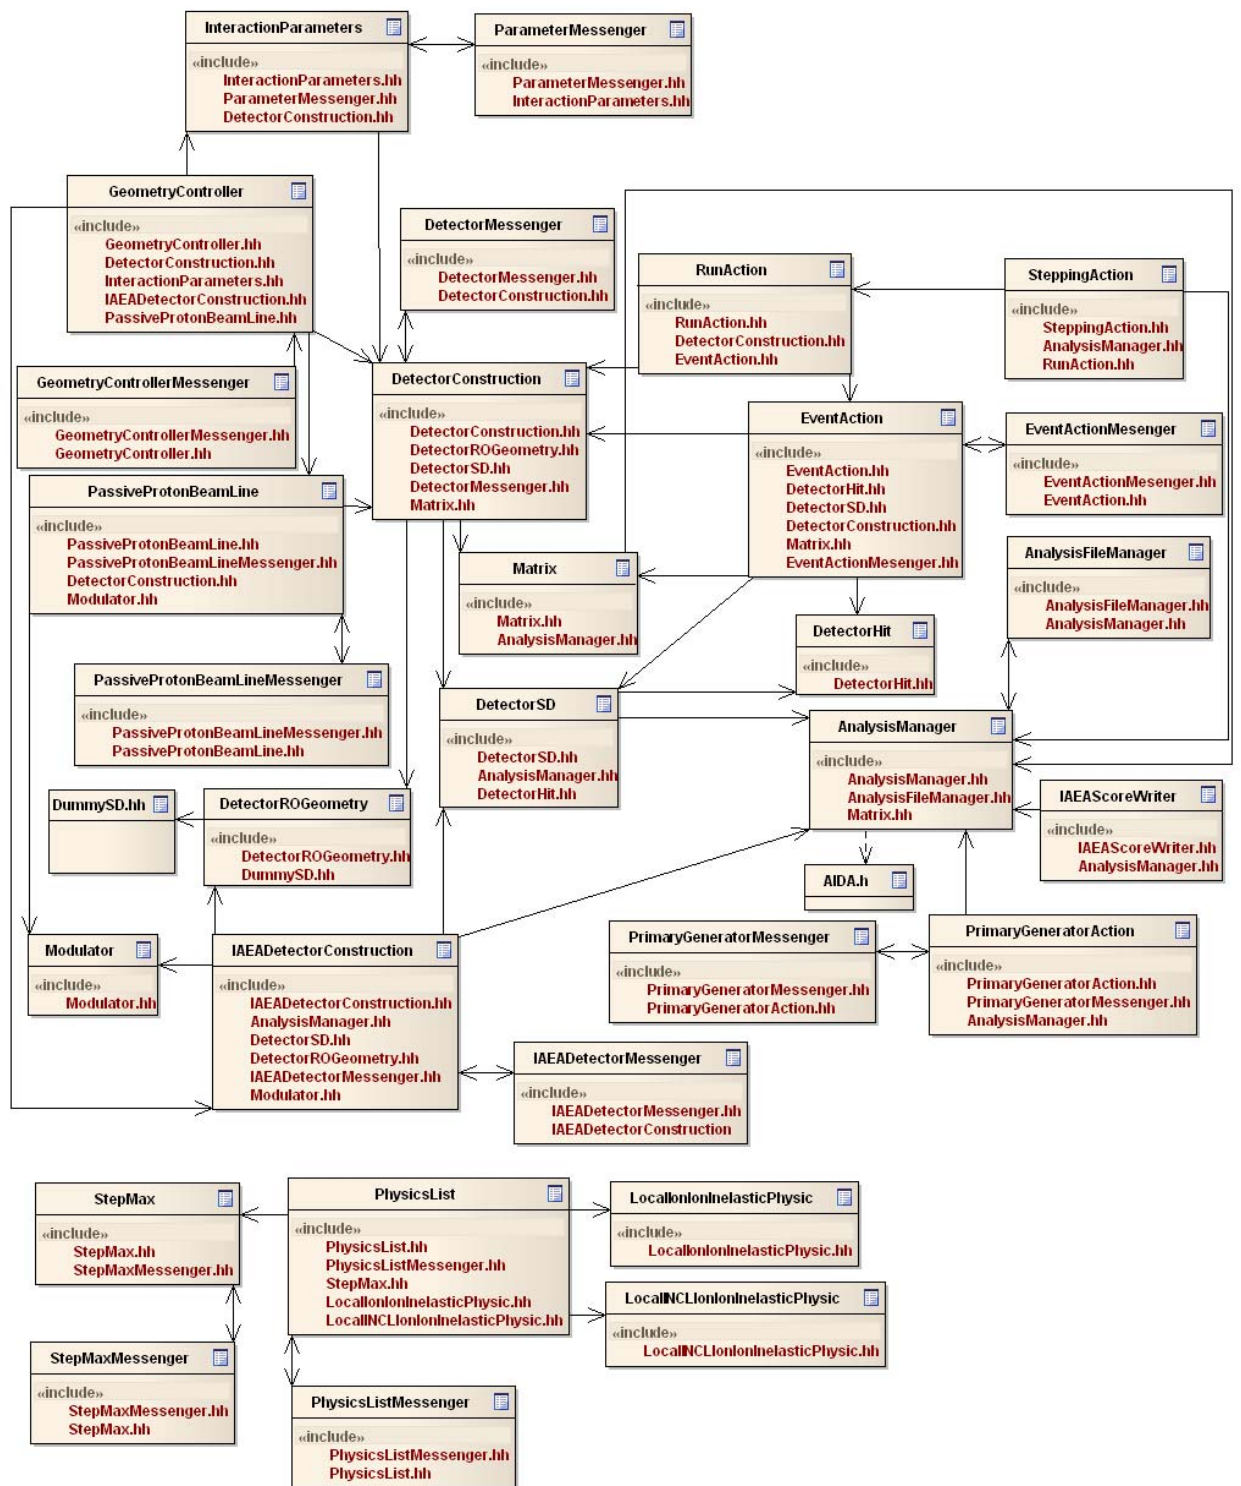 InteractionParameters
«include»
InteractionParameters.hh
ParameterMessenger.hh
DetectorConstruction.hh
ParameterMessenger
«include»
ParameterMessenger.hh
InteractionParameters.hh
GeometryController
«include»
GeometryController.hh
DetectorConstruction.hh
InteractionParameters.hh
IAEADetectorConstruction.hh
PassiveProtonBeamLine.hh
DetectorMessenger
«include»
DetectorMessenger.hh
DetectorConstruction.hh
RunAction
«include»
RunAction.hh
DetectorConstruction.hh
EventAction.hh
SteppingAction
«include»
SteppingAction.hh
AnalysisManager.hh
RunAction.hh
GeometryControllerMessenger
«include»
GeometryControllerMessenger.hh
GeometryController.hh
DetectorConstruction
«include»
DetectorConstruction.hh
DetectorROGeometry.hh
DetectorSD.hh
DetectorMessenger.hh
Matrix.hh
EventAction
«include»
EventAction.hh
DetectorHit.hh
DetectorSD.hh
DetectorConstruction.hh
Matrix.hh
EventActionMesenger.hh
EventActionMesenger
«include»
EventActionMesenger.hh
EventAction.hh
PassiveProtonBeamLine
«include»
PassiveProtonBeamLine.hh
PassiveProtonBeamLineMessenger.hh
DetectorConstruction.hh
Modulator.hh
Matrix
«include»
Matrix.hh
AnalysisManager.hh
AnalysisFileManager
«include»
AnalysisFileManager.hh
AnalysisManager.hh
DetectorHit
«include»
DetectorHit.hh
PassiveProtonBeamLineMessenger
«include»
PassiveProtonBeamLineMessenger.hh
PassiveProtonBeamLine.hh
DetectorSD
«include»
DetectorSD.hh
AnalysisManager.hh
DetectorHit.hh
AnalysisManager
«include»
AnalysisManager.hh
AnalysisFileManager.hh
Matrix.hh
DummySD.hh
DetectorROGeometry
«include»
DetectorROGeometry.hh
DummySD.hh
IAEAScoreWriter
«include»
IAEAScoreWriter.hh
AnalysisManager.hh
AIDA.h
Modulator
«include»
Modulator.hh
IAEADetectorConstruction
«include»
IAEADetectorConstruction.hh
AnalysisManager.hh
DetectorSD.hh
DetectorROGeometry.hh
IAEADetectorMessenger.hh
Modulator.hh
PrimaryGeneratorMessenger
«include»
PrimaryGeneratorMessenger.hh
PrimaryGeneratorAction.hh
PrimaryGeneratorAction
«include»
PrimaryGeneratorAction.hh
PrimaryGeneratorMessenger.hh
AnalysisManager.hh
IAEADetectorMessenger
«include»
IAEADetectorMessenger.hh
IAEADetectorConstruction
StepMax
«include»
StepMax.hh
StepMaxMessenger.hh
PhysicsList
«include»
PhysicsList.hh
PhysicsListMessenger.hh
StepMax.hh
LocalIonIonInelasticPhysic.hh
LocalINCLIonIonInelasticPhysic.hh
LocalIonIonInelasticPhysic
«include»
LocalIonIonInelasticPhysic.hh
LocalINCLIonIonInelasticPhysic
«include»
LocalINCLIonIonInelasticPhysic.hh
StepMaxMessenger
«include»
StepMaxMessenger.hh
StepMax.hh
PhysicsListMessenger
«include»
PhysicsListMessenger.hh
PhysicsList.hh